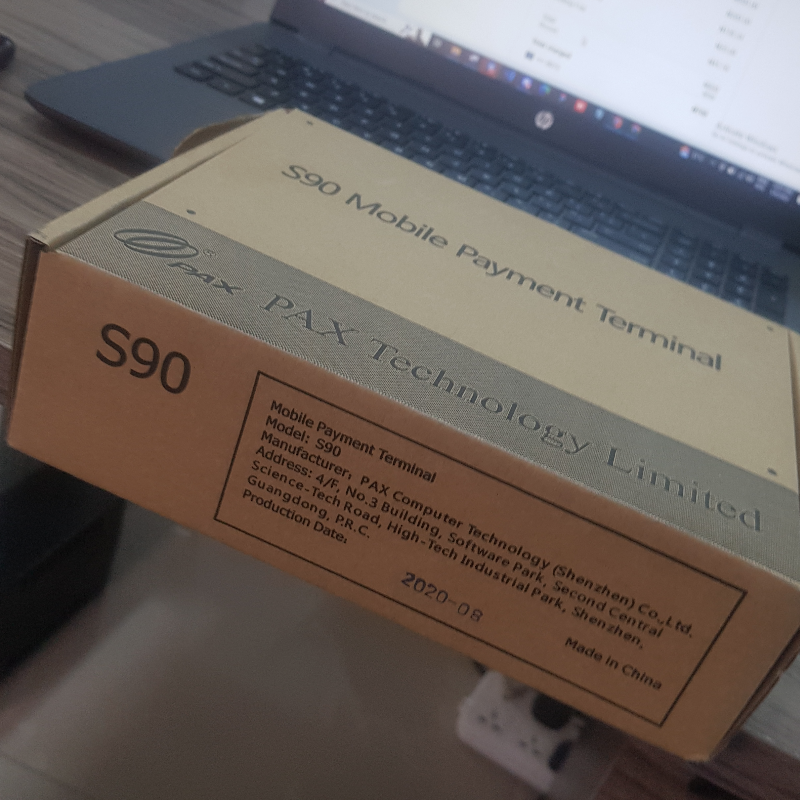 S90 Mobile Payment Terminal
PAX PAX Technology Limited
S90
Mobile Payment Terminal
Model: S90
Manufacturer: PAX Computer Technology (Shenzhen) Co.,Ltd.
Address: 4/F, No.3 Building, Software Park, Second Central
Science-Tech Road, High-Tech Industrial Park, Shenzhen,
Guangdong, P.R.C.
Production Date:
2020-08
Made in China
hp